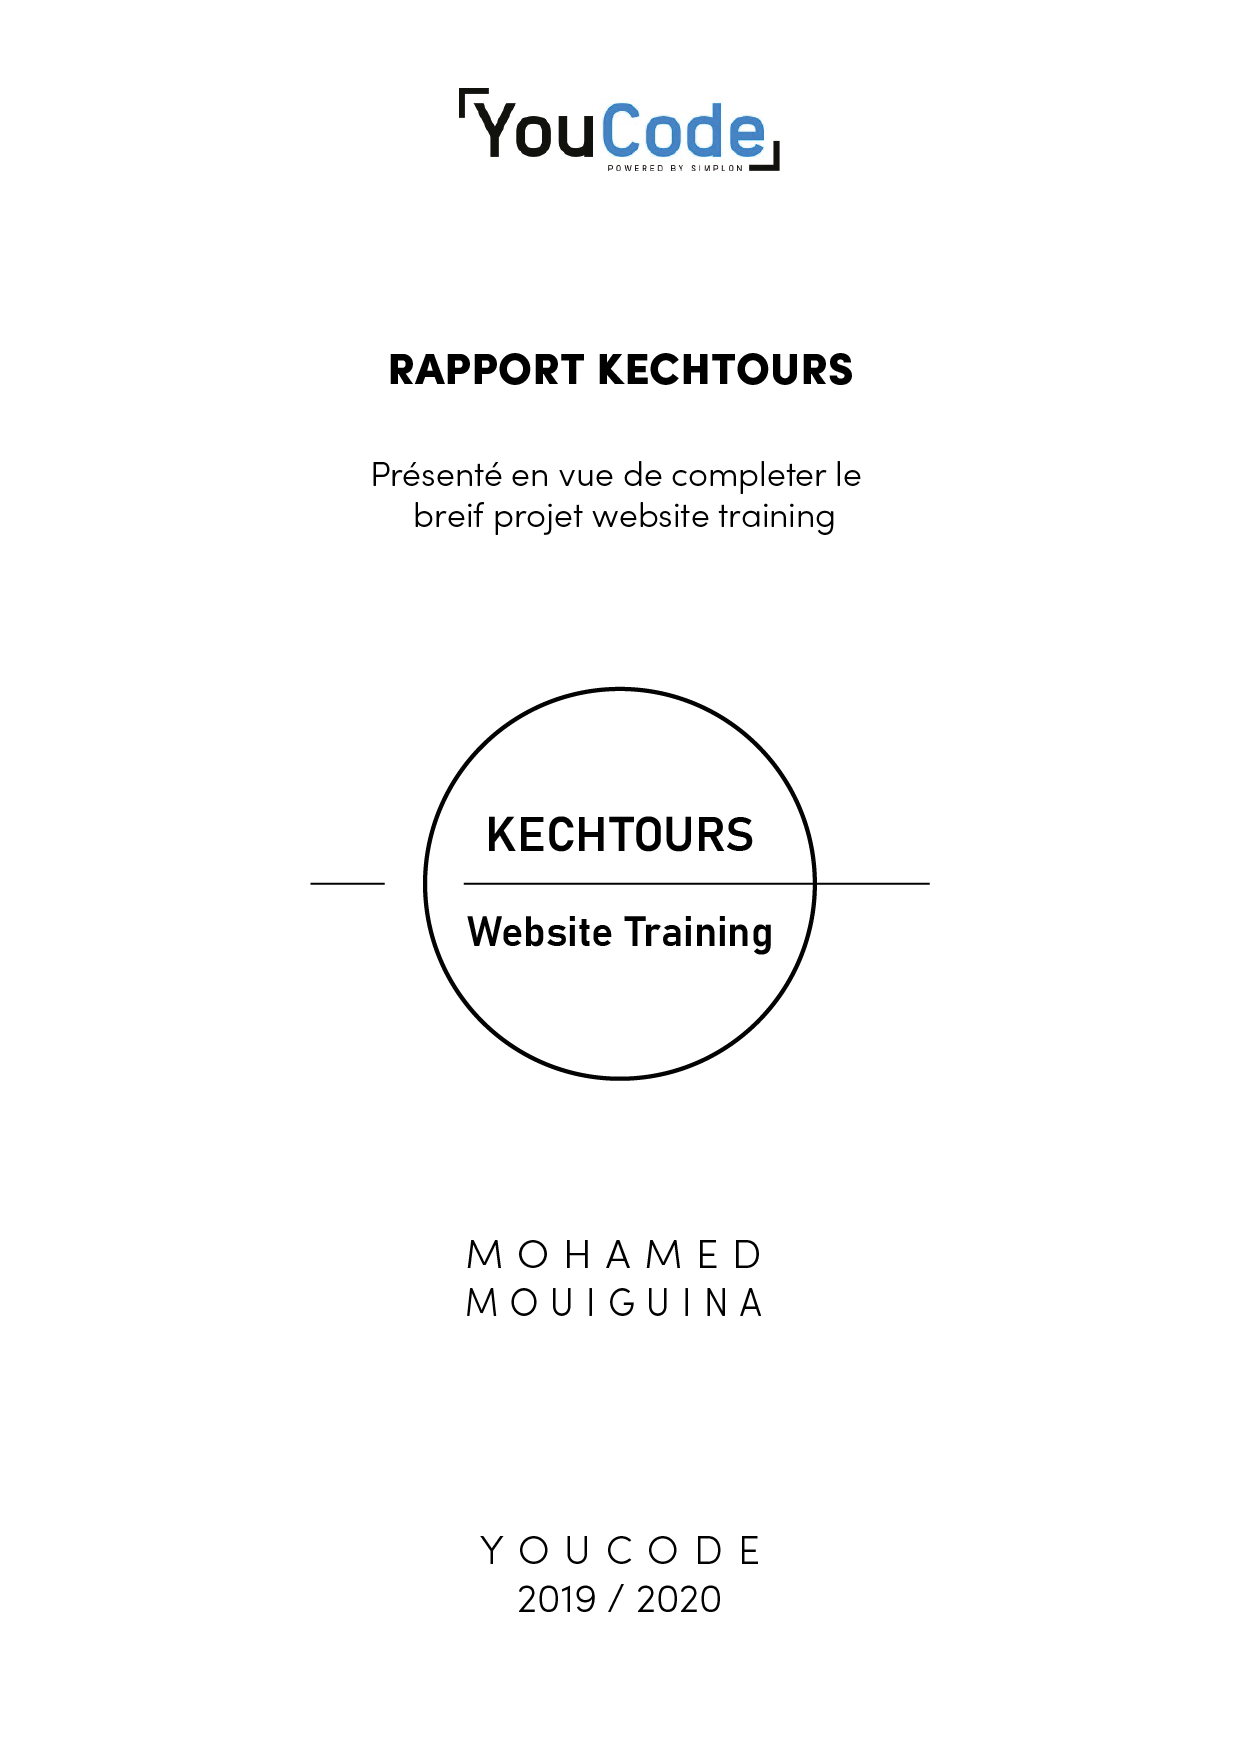 YouCode
POWERED BY SIMPLON
RAPPORT KECHTOURS
Présenté en vue de completer le
breif projet website training
KECHTOURS
Website Training
MOHAMED
MOUIGUINA
YOUCODE
2019 / 2020